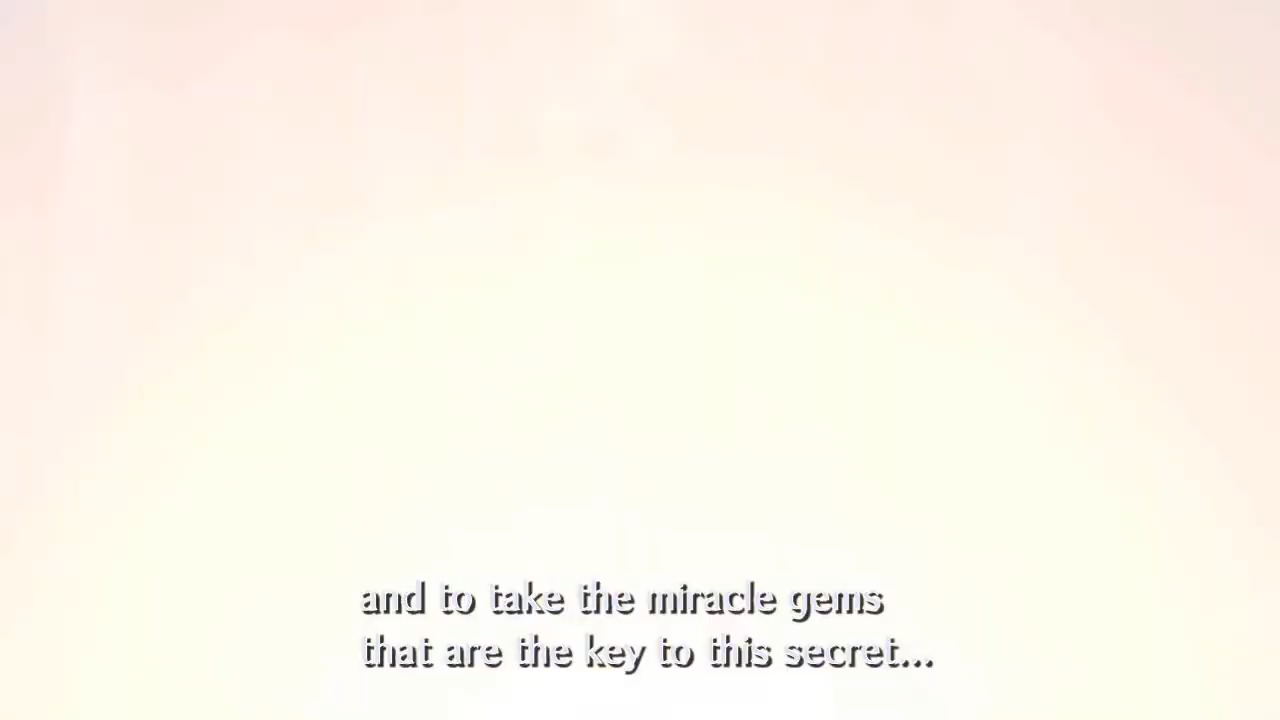 and to take the miracle gems
that are the key to this secret...